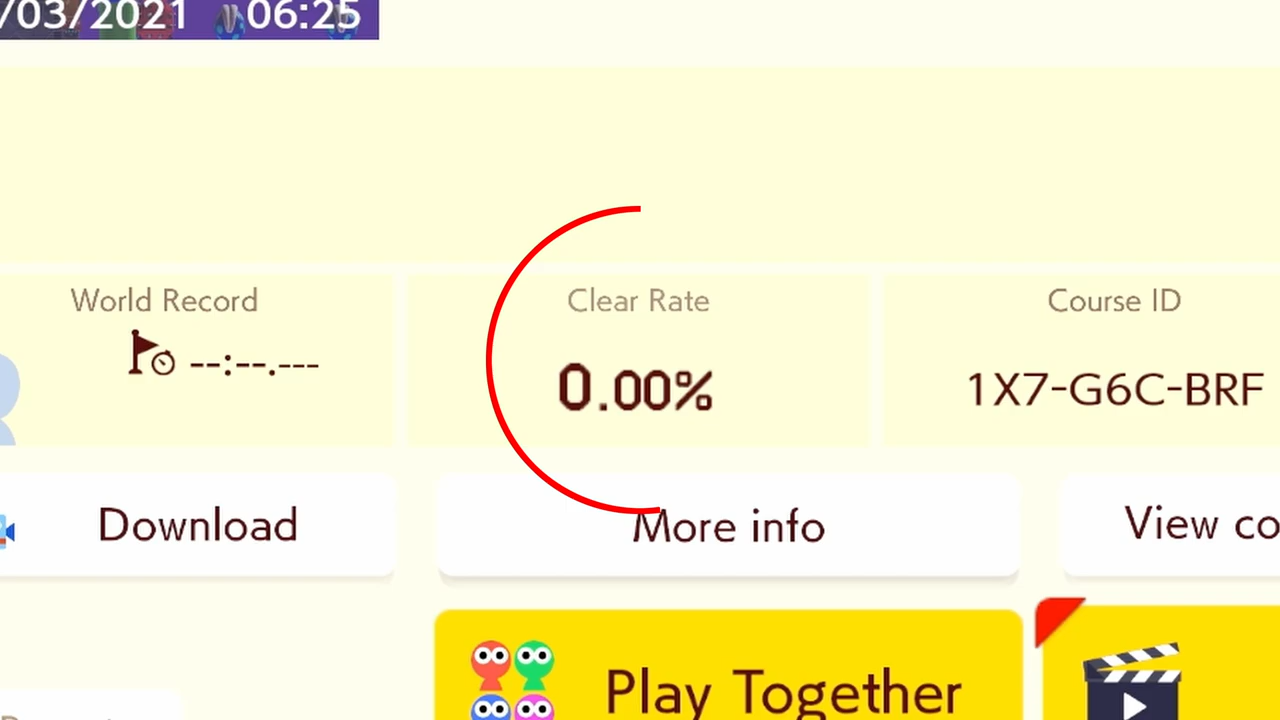 /03/2021 06:25
World Record
Clear Rate
Course ID
--:--.---
0.00%
1X7-G6C-BRF
Download
More info
View co
Play Together